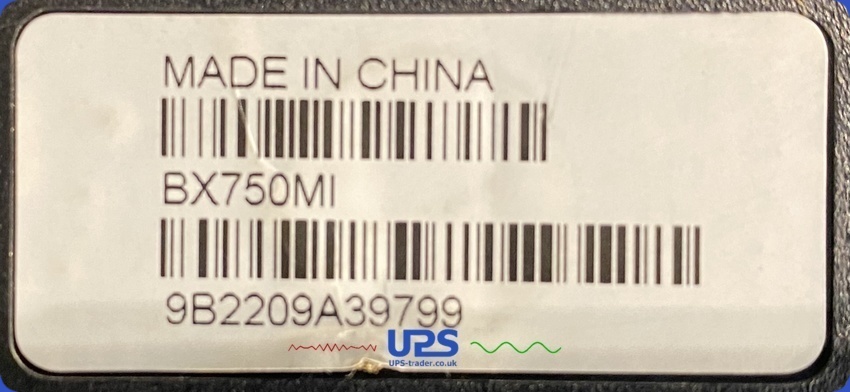 MADE IN CHINA
BX750MI
9B2209A39799
UPS
UPS-trader.co.uk